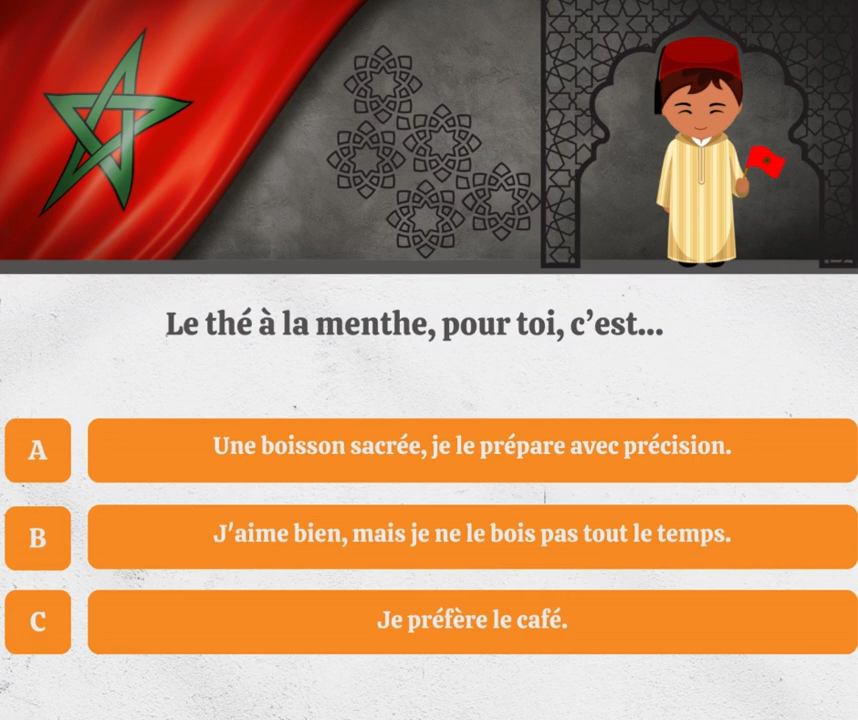 Le thé à la menthe, pour toi, c’est...
A
Une boisson sacrée, je le prépare avec précision.
B
J'aime bien, mais je ne le bois pas tout le temps.
C
Je préfère le café.